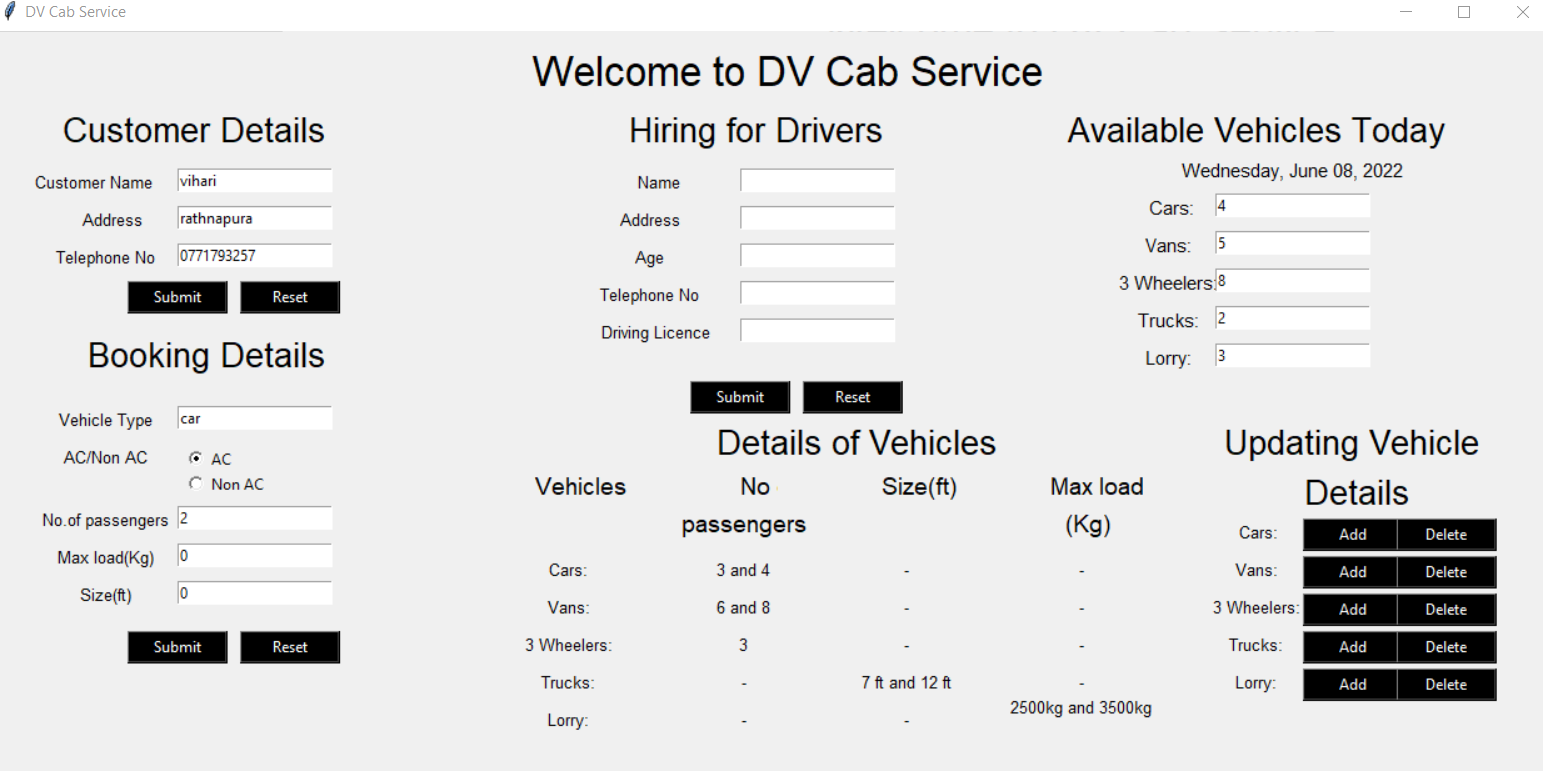 DV Cab Service
Welcome to DV Cab Service
Customer Details
Customer Name vihari
Address rathnapura
Telephone No 0771793257
Submit Reset
Booking Details
Vehicle Type car
AC/Non AC AC
Non AC
No.of passengers 2
Max load(Kg) 0
Size(ft) 0
Submit Reset
Hiring for Drivers
Name
Address
Age
Telephone No
Driving Licence
Submit Reset
Available Vehicles Today
Wednesday, June 08, 2022
Cars: 4
Vans: 5
3 Wheelers: 8
Trucks: 2
Lorry: 3
Details of Vehicles
Vehicles No Size(ft) Max load
passengers (Kg)
Cars: 3 and 4 - -
Vans: 6 and 8 - -
3 Wheelers: 3 - -
Trucks: - 7 ft and 12 ft -
2500kg and 3500kg
Lorry: - -
Updating Vehicle
Details
Cars: Add Delete
Vans: Add Delete
3 Wheelers: Add Delete
Trucks: Add Delete
Lorry: Add Delete